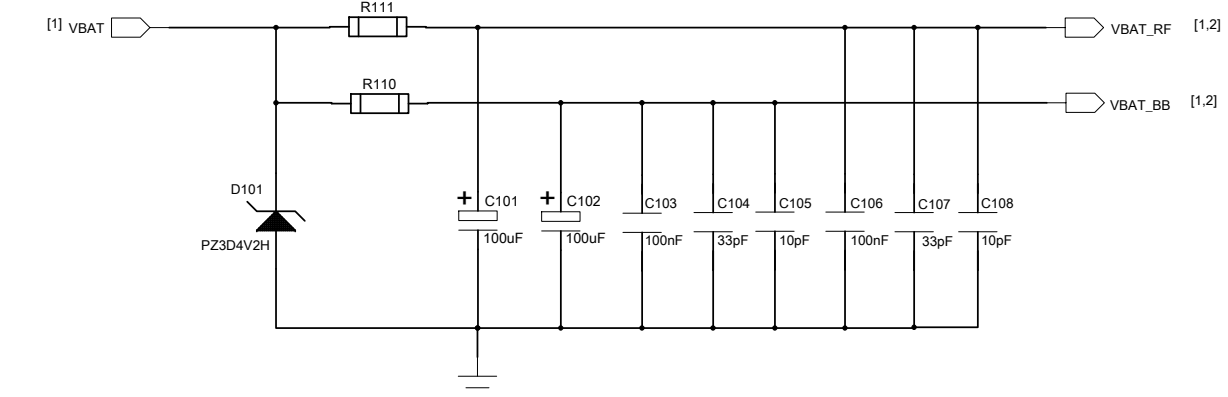 R111
[1] VBAT
VBAT_RF [1,2]
R110
VBAT_BB [1,2]
D101
PZ3D4V2H
+ C101
100uF
+ C102
100uF
C103
100nF
C104
33pF
C105
10pF
C106
100nF
C107
33pF
C108
10pF